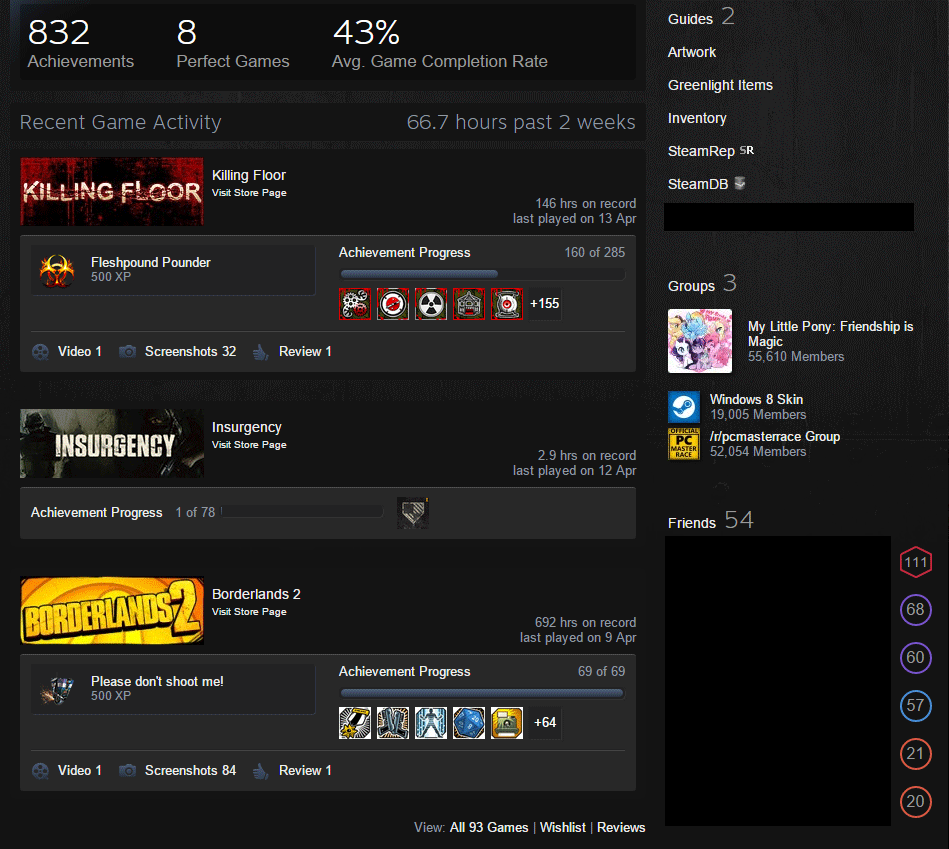 832
8
43%
Achievements
Perfect Games
Avg. Game Completion Rate
Recent Game Activity
66.7 hours past 2 weeks
KILLING FLOOR
Killing Floor
Visit Store Page
146 hrs on record
last played on 13 Apr
Fleshpound Pounder
500 XP
Achievement Progress
160 of 285
+155
Video 1
Screenshots 32
Review 1
INSURGENCY
Insurgency
Visit Store Page
2.9 hrs on record
last played on 12 Apr
Achievement Progress
1 of 78
BORDERLANDS 2
Borderlands 2
Visit Store Page
692 hrs on record
last played on 9 Apr
Please don't shoot me!
500 XP
Achievement Progress
69 of 69
+64
Video 1
Screenshots 84
Review 1
View: All 93 Games | Wishlist | Reviews
Guides 2
Artwork
Greenlight Items
Inventory
SteamRep SR
SteamDB
Groups 3
My Little Pony: Friendship is
Magic
55,610 Members
Windows 8 Skin
19,005 Members
OFFICIAL
PC
MASTER
RACE
/r/pcmasterrace Group
52,054 Members
Friends 54
111
68
60
57
21
20